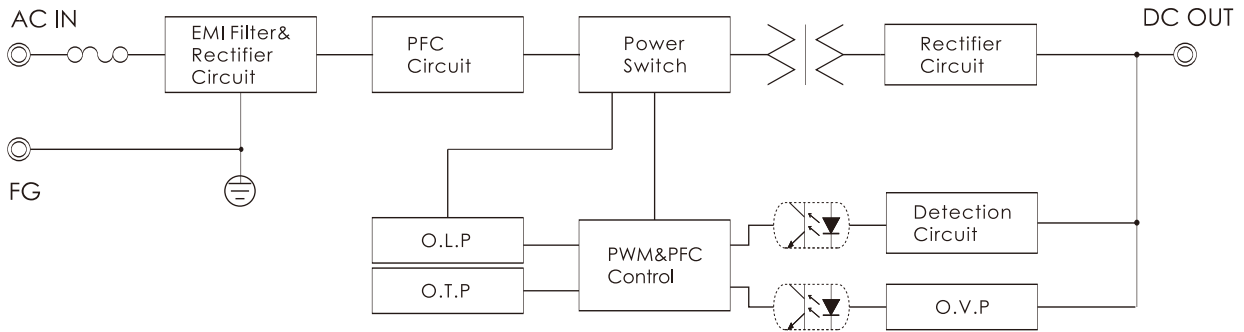 AC IN
DC OUT
EMI Filter&
Rectifier
Circuit
PFC
Circuit
Power
Switch
Rectifier
Circuit
FG
O.L.P
O.T.P
PWM&PFC
Control
Detection
Circuit
O.V.P